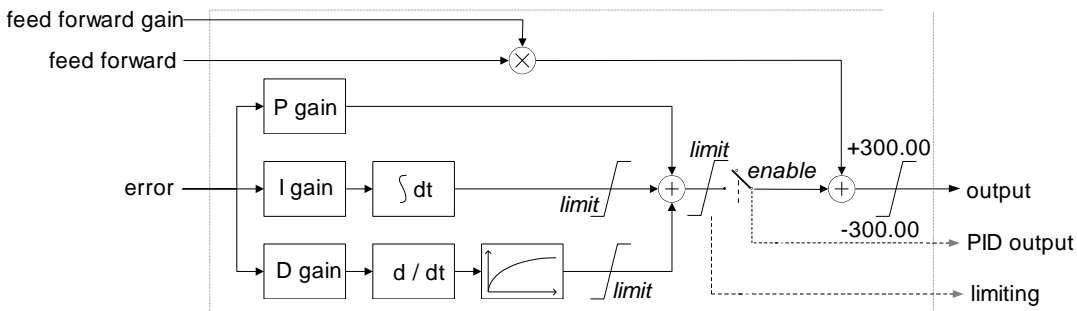 feed forward gain
feed forward
P gain
limit
enable
+300.00
error
I gain
∫ dt
limit
output
-300.00
PID output
D gain
d / dt
limit
limiting